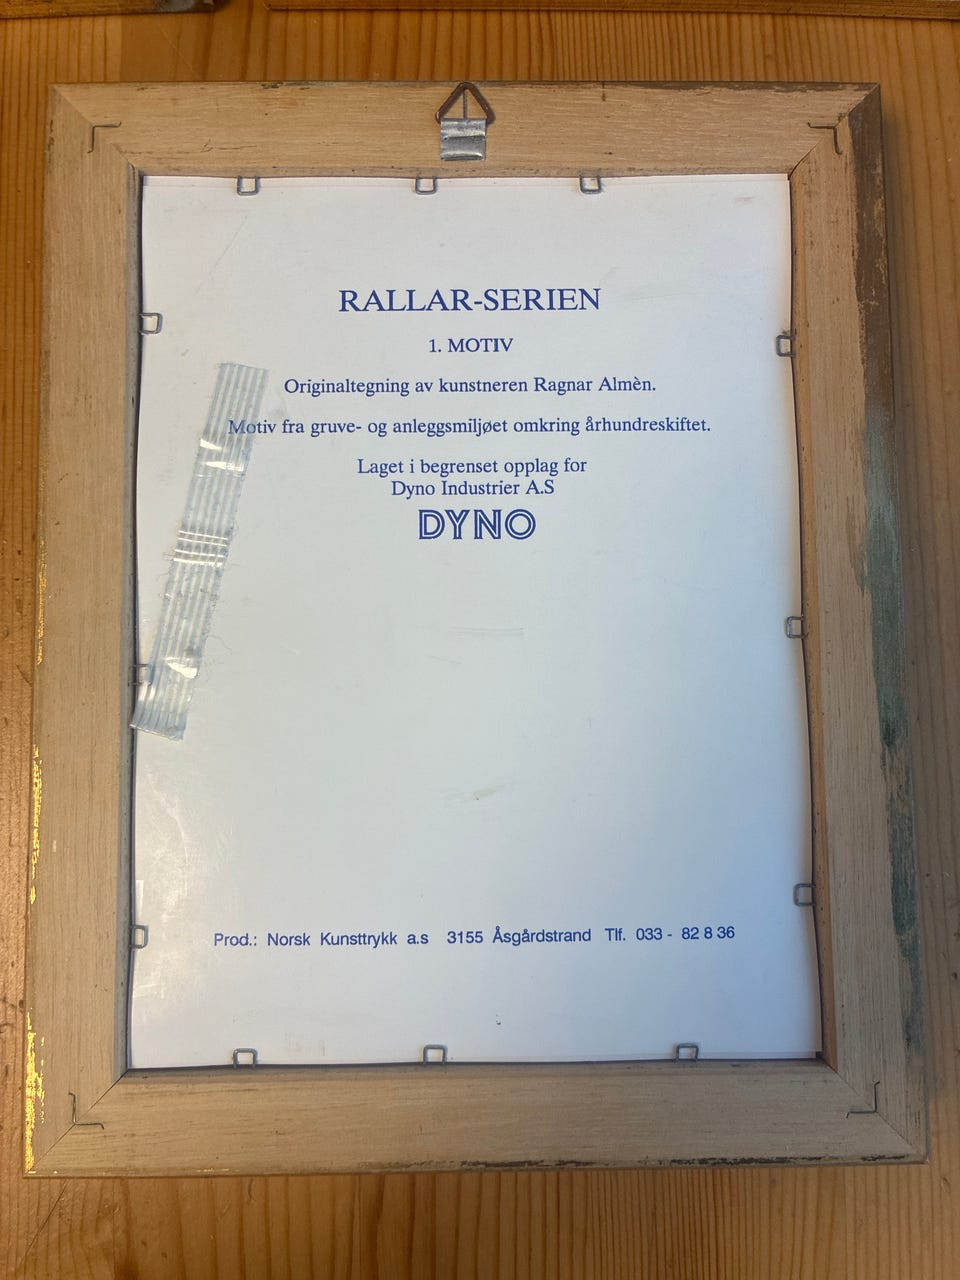 RALLAR-SERIEN
1. MOTIV
Originaltegning av kunstneren Ragnar Almèn.
Motiv fra gruve- og anleggsmiljøet omkring århundreskiftet.
Laget i begrenset opplag for
Dyno Industrier A.S
DYNO
Prod.: Norsk Kunsttrykk a.s 3155 Åsgårdstrand Tlf. 033 - 82 8 36